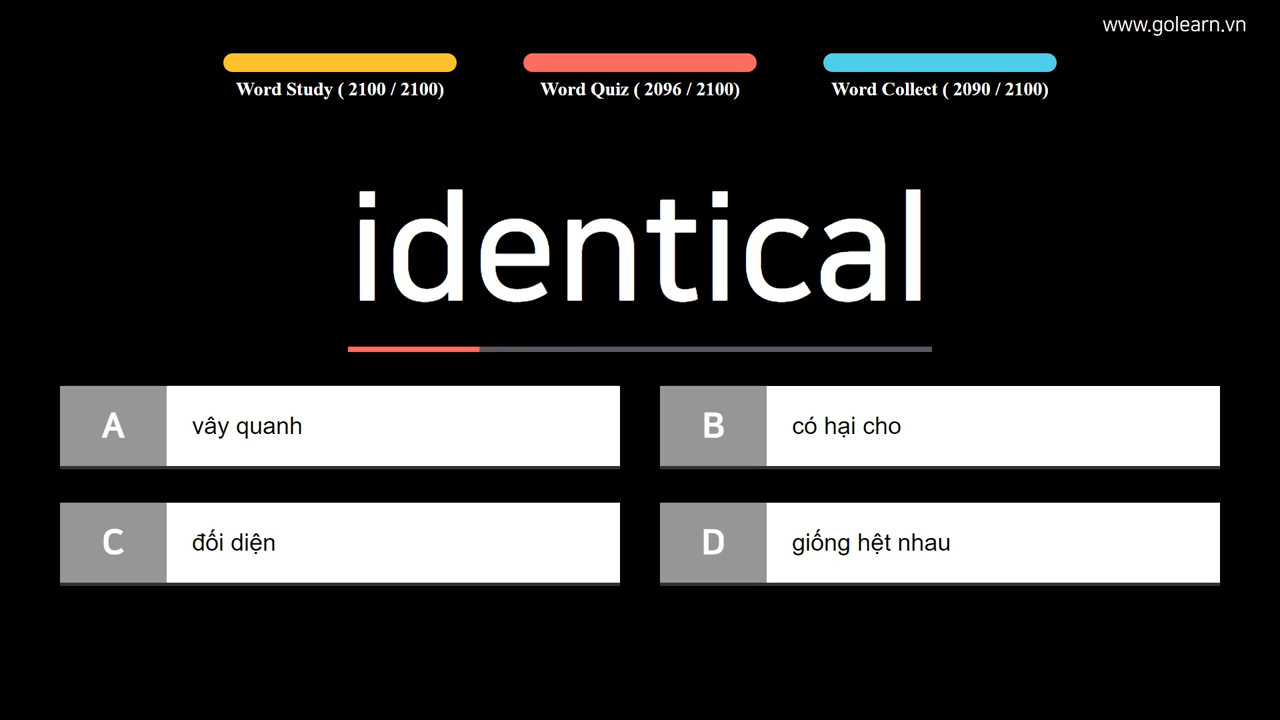 www.golearn.vn
Word Study ( 2100 / 2100)
Word Quiz ( 2096 / 2100)
Word Collect ( 2090 / 2100)
identical
A vây quanh
B có hại cho
C đối diện
D giống hệt nhau